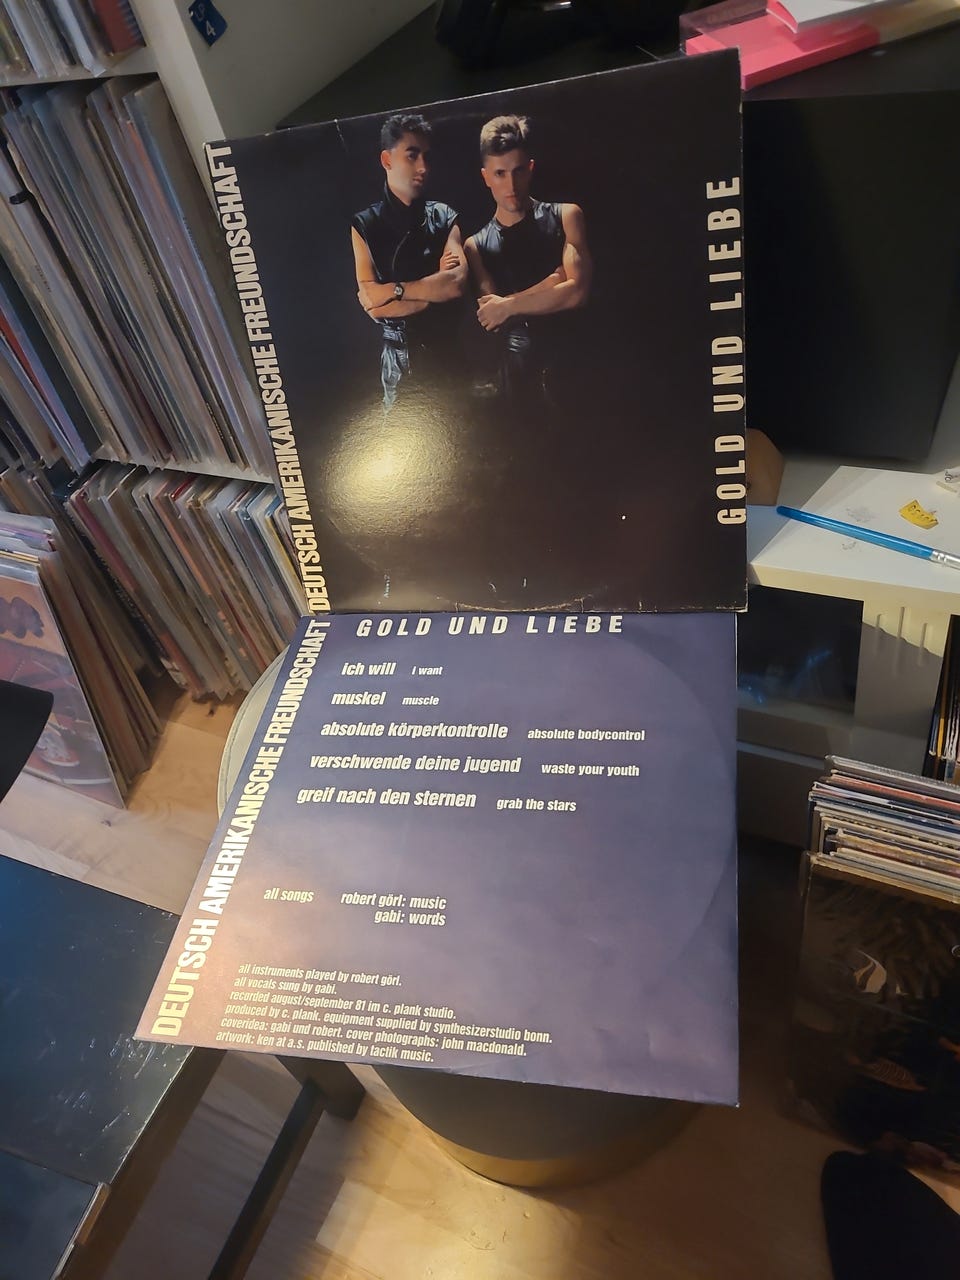 DEUTSCH AMERIKANISCHE FREUNDSCHAFT
GOLD UND LIEBE
DEUTSCH AMERIKANISCHE FREUNDSCHAFT
GOLD UND LIEBE
ich will i want
muskel muscle
absolute körperkontrolle absolute bodycontrol
verschwende deine jugend waste your youth
greif nach den sternen grab the stars
all songs robert görl: music
gabi: words
all instruments played by robert görl.
all vocals sung by gabi.
recorded august/september 81 im c. plank studio.
produced by c. plank. equipment supplied by synthesizerstudio bonn.
coveridea: gabi und robert. cover photographs: john macdonald.
artwork: ken at a.s. published by tactik music.